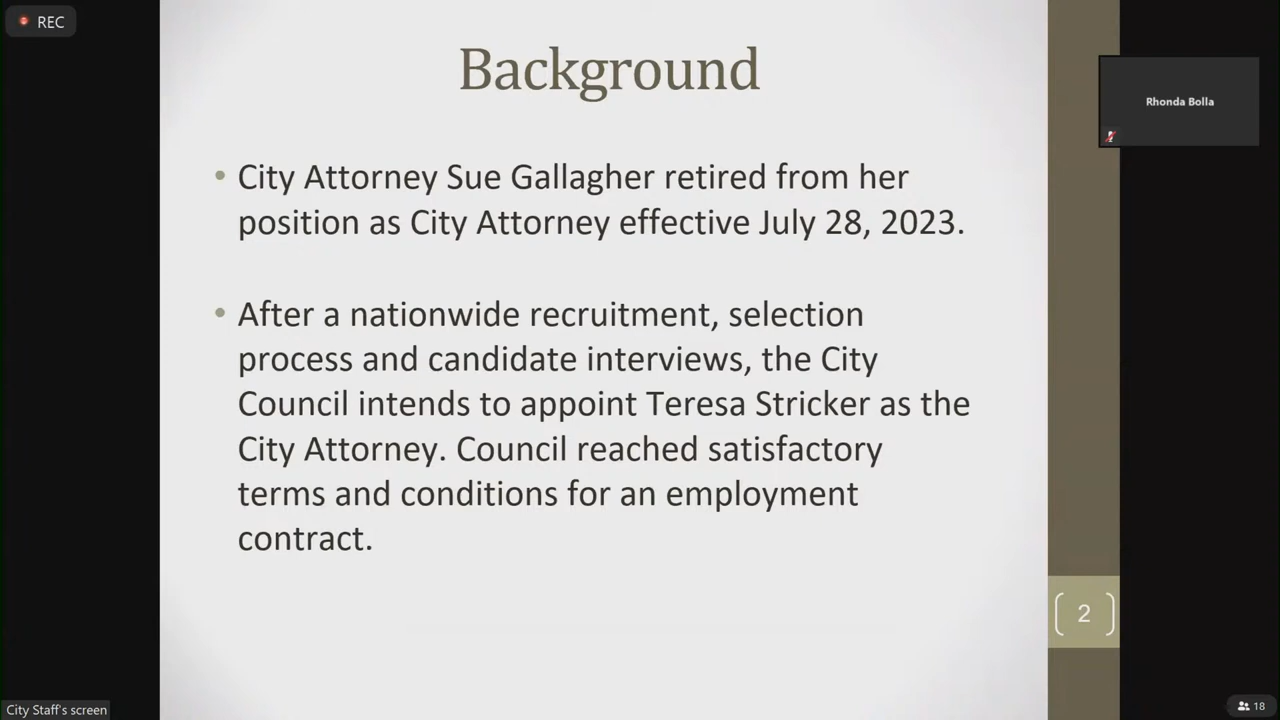 REC
Background
Rhonda Bolla
• City Attorney Sue Gallagher retired from her
position as City Attorney effective July 28, 2023.
• After a nationwide recruitment, selection
process and candidate interviews, the City
Council intends to appoint Teresa Stricker as the
City Attorney. Council reached satisfactory
terms and conditions for an employment
contract.
2
City Staff's screen
18